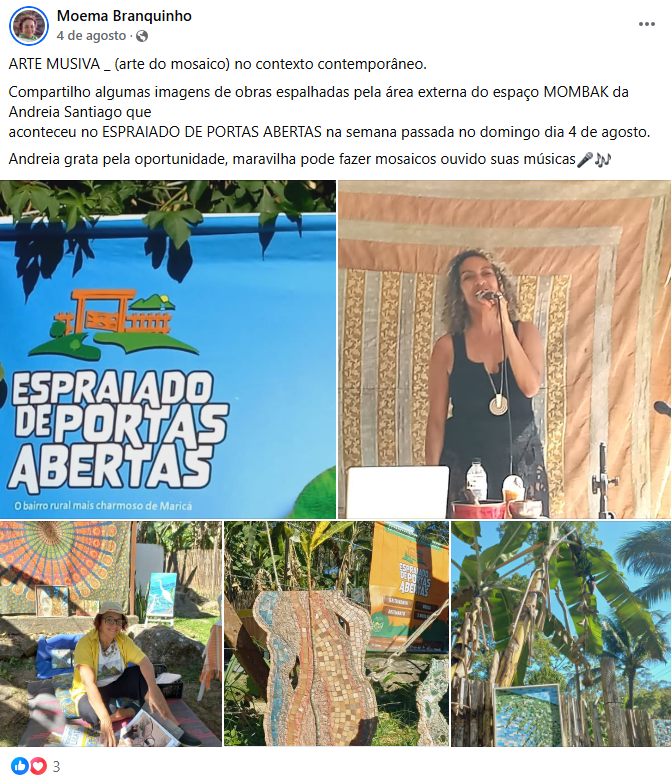 Moema Branquinho
4 de agosto ·
ARTE MUSIVA _ (arte do mosaico) no contexto contemporâneo.
Compartilho algumas imagens de obras espalhadas pela área externa do espaço MOMBAK da
Andreia Santiago que
aconteceu no ESPRAIADO DE PORTAS ABERTAS na semana passada no domingo dia 4 de agosto.
Andreia grata pela oportunidade, maravilha pode fazer mosaicos ouvido suas músicas🎤🎶
ESPRAIADO
DE PORTAS
ABERTAS
O bairro rural mais charmoso de Maricá
ESPRAIADO
DE PORTAS
ABERTAS
3